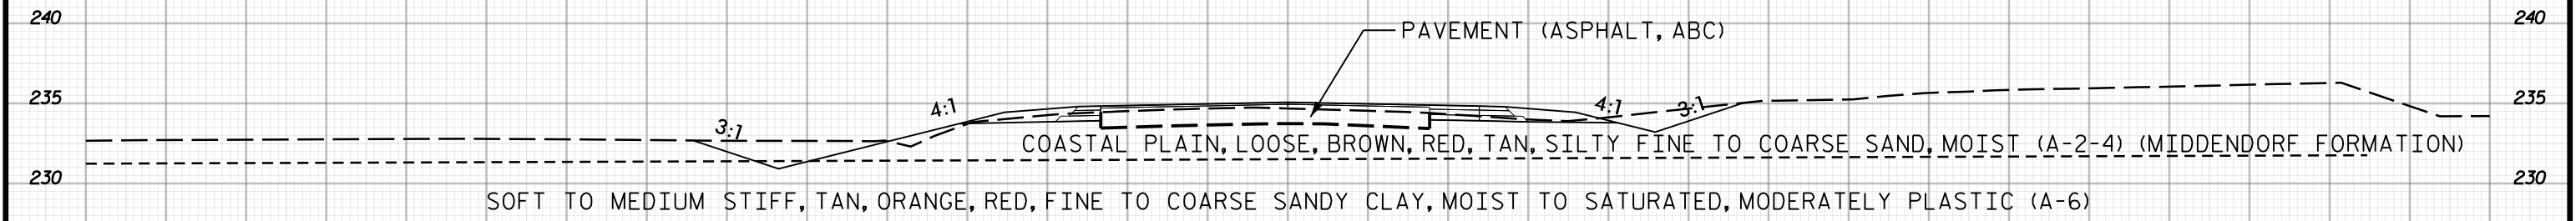 240 240
PAVEMENT (ASPHALT, ABC)
235 4:1 4:1 3:1 235
3:1
COASTAL PLAIN, LOOSE, BROWN, RED, TAN, SILTY FINE TO COARSE SAND, MOIST (A-2-4) (MIDDENDORF FORMATION)
230 230
SOFT TO MEDIUM STIFF, TAN, ORANGE, RED, FINE TO COARSE SANDY CLAY, MOIST TO SATURATED, MODERATELY PLASTIC (A-6)